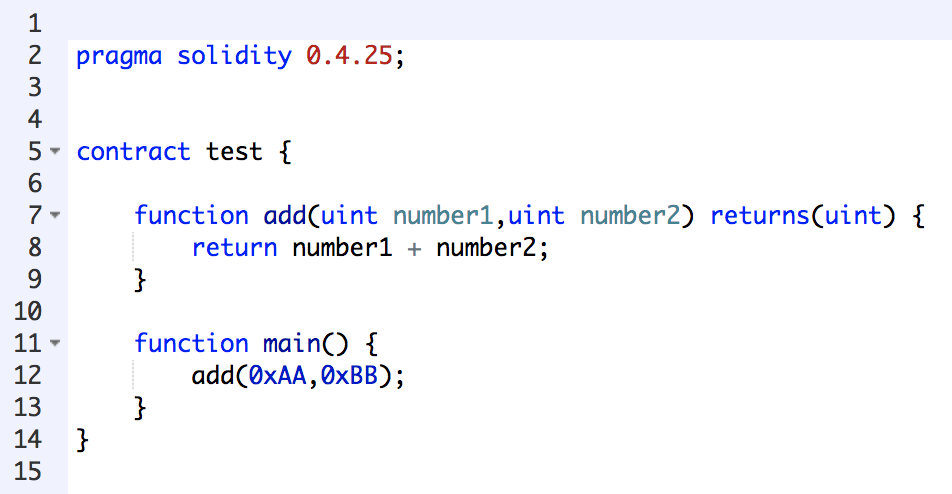 1
2 pragma solidity 0.4.25;
3
4
5 contract test {
6
7 function add(uint number1,uint number2) returns(uint) {
8 return number1 + number2;
9 }
10
11 function main() {
12 add(0xAA,0xBB);
13 }
14 }
15